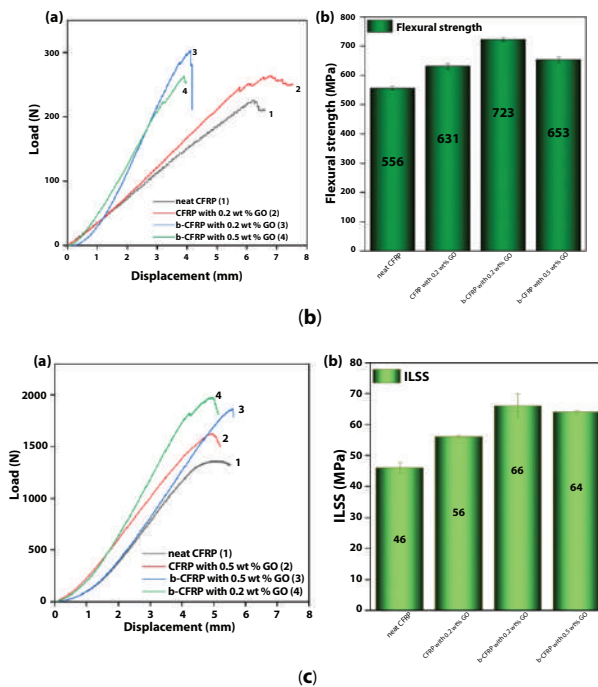 (a)
300
200
100
0
Load (N)
3
4
2
1
neat CFRP (1)
CFRP with 0.2 wt % GO (2)
b-CFRP with 0.2 wt % GO (3)
b-CFRP with 0.5 wt % GO (4)
0 1 2 3 4 5 6 7 8
Displacement (mm)
(b)
Flexural strength
800
700
600
500
400
300
200
100
0
Flexural strength (MPa)
556
631
723
653
neat CFRP
CFRP with 0.2 wt% GO
b-CFRP with 0.2 wt% GO
b-CFRP with 0.5 wt% GO
(b)
(a)
2000
1500
1000
500
0
Load (N)
4
3
2
1
neat CFRP (1)
CFRP with 0.5 wt % GO (2)
b-CFRP with 0.5 wt % GO (3)
b-CFRP with 0.2 wt % GO (4)
0 1 2 3 4 5 6 7 8
Displacement (mm)
(b)
ILSS
80
70
60
50
40
30
20
10
0
ILSS (MPa)
46
56
66
64
neat CFRP
CFRP with 0.2 wt% GO
b-CFRP with 0.2 wt% GO
b-CFRP with 0.5 wt% GO
(c)